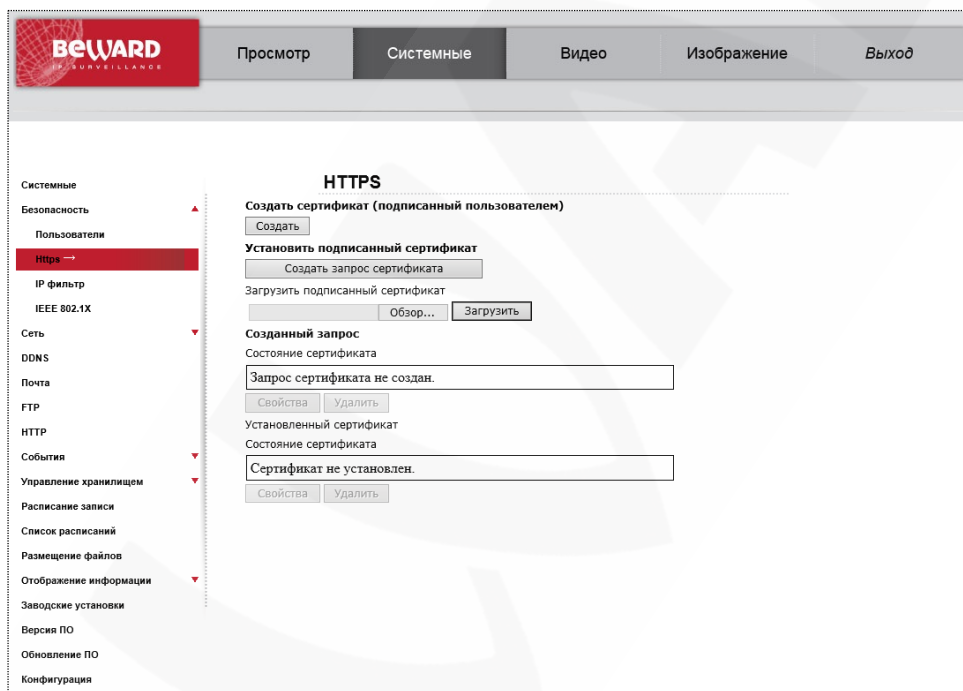 BEWARD
IP SURVEILLANCE
Просмотр
Системные
Видео
Изображение
Выход
Системные
Безопасность
Пользователи
Https →
IP фильтр
IEEE 802.1X
Сеть
DDNS
Почта
FTP
HTTP
События
Управление хранилищем
Расписание записи
Список расписаний
Размещение файлов
Отображение информации
Заводские установки
Версия ПО
Обновление ПО
Конфигурация
HTTPS
Создать сертификат (подписанный пользователем)
Создать
Установить подписанный сертификат
Создать запрос сертификата
Загрузить подписанный сертификат
Обзор... Загрузить
Созданный запрос
Состояние сертификата
Запрос сертификата не создан.
Свойства Удалить
Установленный сертификат
Состояние сертификата
Сертификат не установлен.
Свойства Удалить